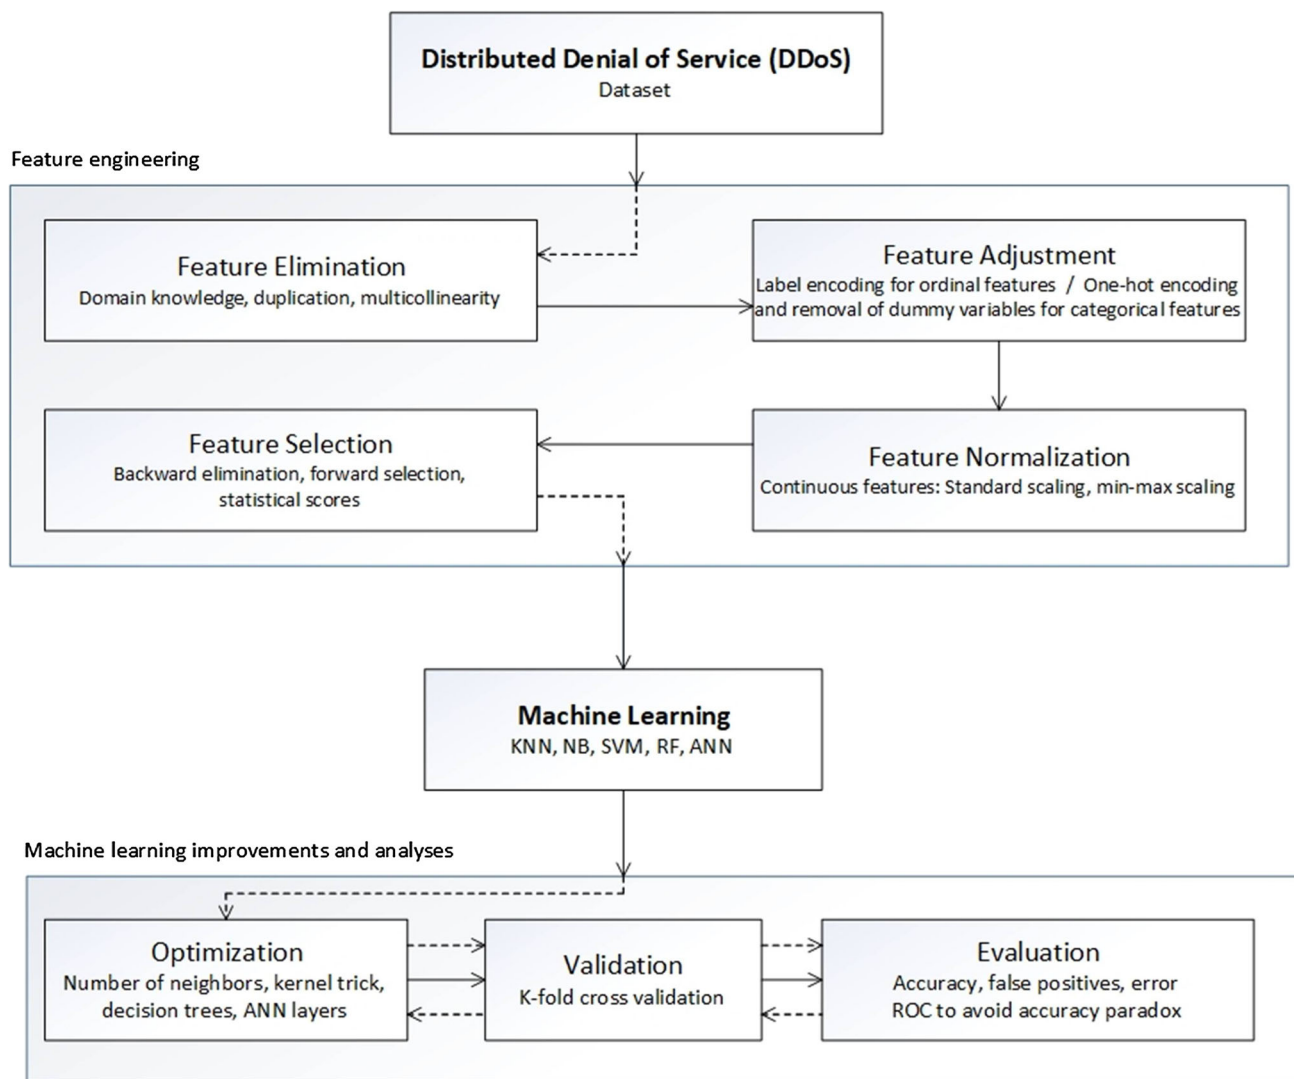 Distributed Denial of Service (DDoS)
Dataset
Feature engineering
Feature Elimination
Domain knowledge, duplication, multicollinearity
Feature Adjustment
Label encoding for ordinal features / One-hot encoding
and removal of dummy variables for categorical features
Feature Selection
Backward elimination, forward selection,
statistical scores
Feature Normalization
Continuous features: Standard scaling, min-max scaling
Machine Learning
KNN, NB, SVM, RF, ANN
Machine learning improvements and analyses
Optimization
Number of neighbors, kernel trick,
decision trees, ANN layers
Validation
K-fold cross validation
Evaluation
Accuracy, false positives, error
ROC to avoid accuracy paradox